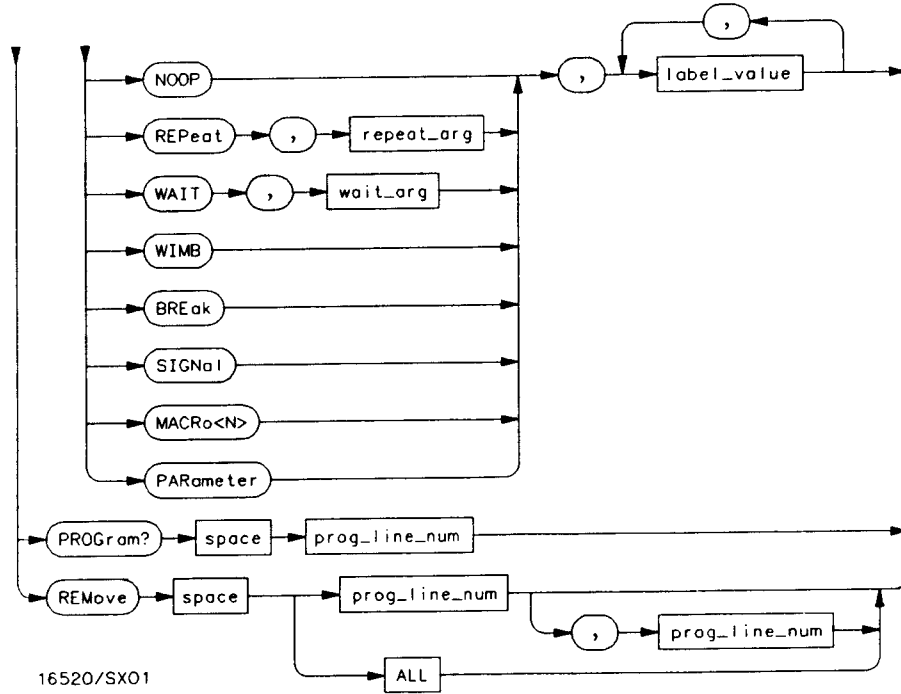 ,
NOOP , label_value
REPeat , repeat_arg
WAIT , wait_arg
WIMB
BREak
SIGNal
MACRo<N>
PARameter
PROGram? space prog_line_num
REMove space prog_line_num
, prog_line_num
ALL
16520/SX01